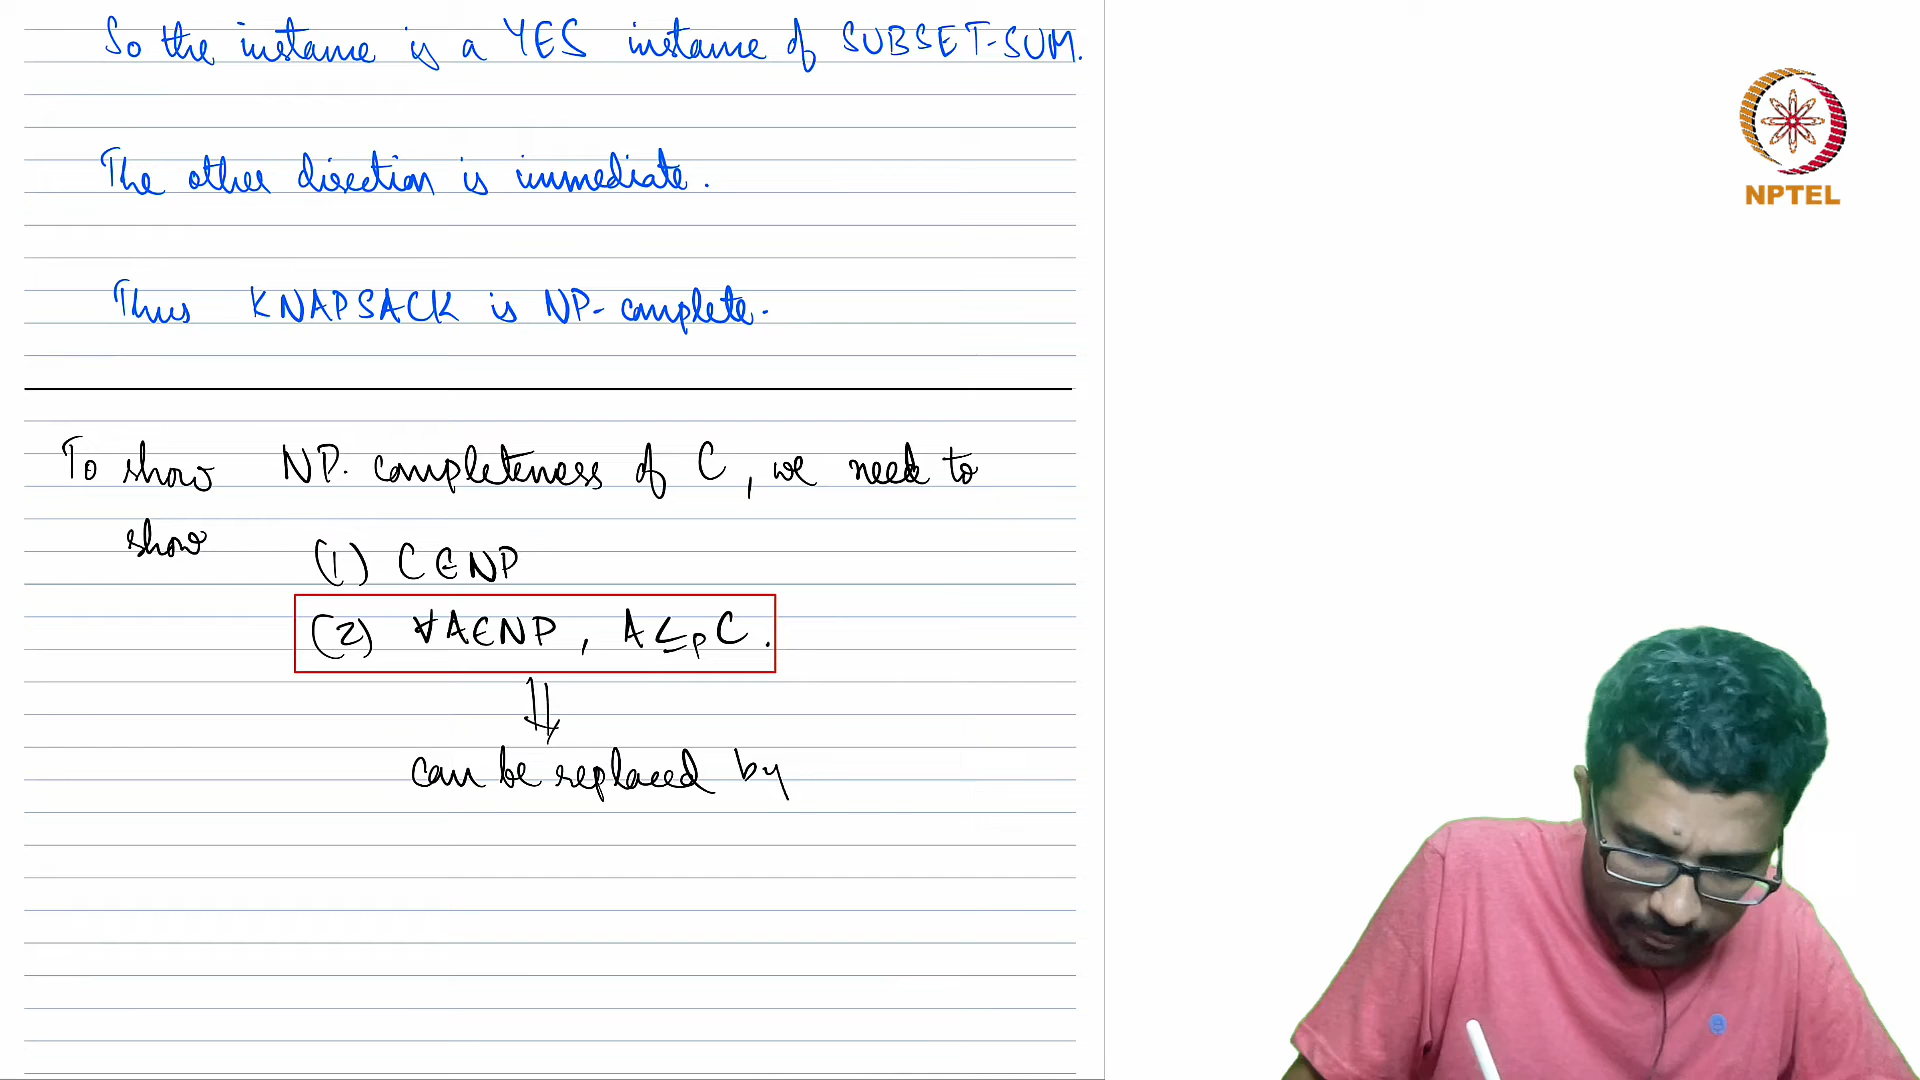 So the instance is a YES instance of SUBSET-SUM.
The other direction is immediate.
Thus KNAPSACK is NP-complete.
To show NP-completeness of C, we need to
show
(1) C∈NP
(2) ∀A∈NP, A≤ₚC.
can be replaced by
NPTEL